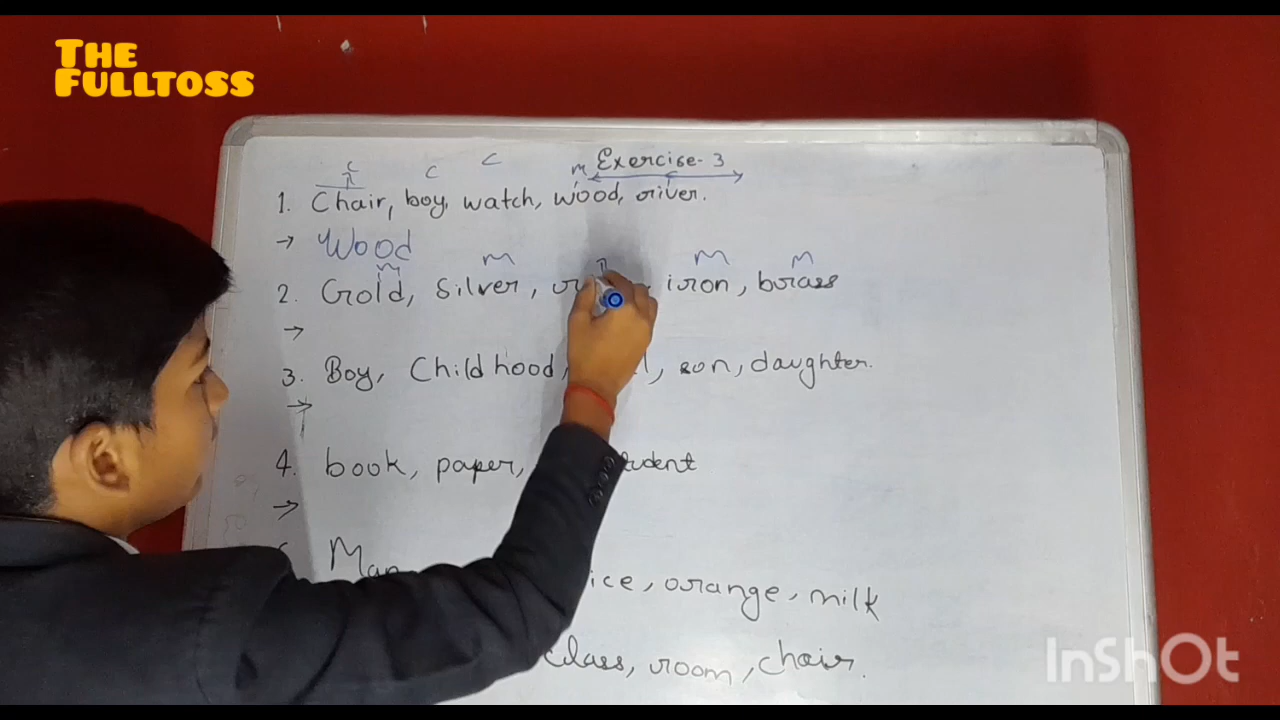 THE
FULLTOSS
Exercise-3
c c c m c
1. Chair, boy, watch, wood, river.
→ Wood
m m m m
2. Gold, Silver, iron, brass
→
3. Boy, Childhood, son, daughter.
→
4. book, paper, student
→
orange, milk
class, room, chair.
InShOt